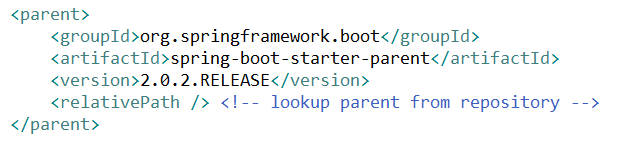 <parent>
<groupId>org.springframework.boot</groupId>
<artifactId>spring-boot-starter-parent</artifactId>
<version>2.0.2.RELEASE</version>
<relativePath /> <!-- lookup parent from repository -->
</parent>